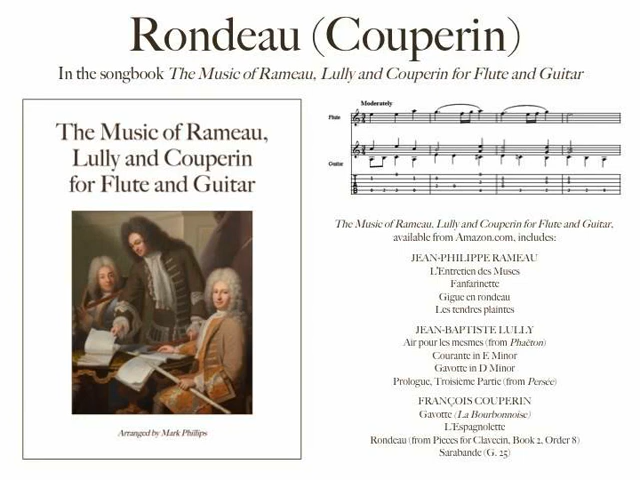 Rondeau (Couperin)
In the songbook The Music of Rameau, Lully and Couperin for Flute and Guitar
The Music of Rameau,
Lully and Couperin
for Flute and Guitar
Arranged by Mark Phillips
Moderately
Flute
Guitar
The Music of Rameau, Lully and Couperin for Flute and Guitar,
available from Amazon.com, includes:
JEAN-PHILIPPE RAMEAU
L'Entretien des Muses
Fanfarinette
Gigue en rondeau
Les tendres plaintes
JEAN-BAPTISTE LULLY
Air pour les mesmes (from Phaëton)
Courante in E Minor
Gavotte in D Minor
Prologue, Troisieme Partie (from Persée)
FRANÇOIS COUPERIN
Gavotte (La Bourbonnoise)
L'Espagnolette
Rondeau (from Pieces for Clavecin, Book 2, Order 8)
Sarabande (G. 25)